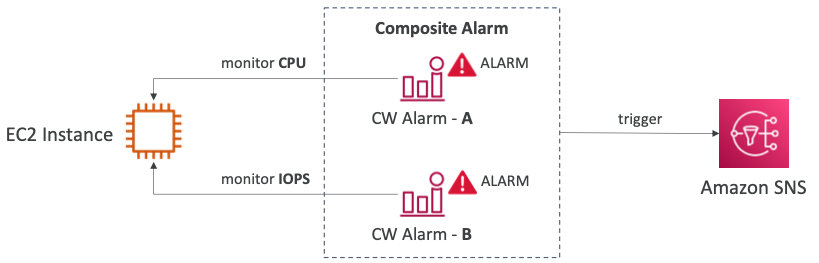 Composite Alarm
monitor CPU
ALARM
CW Alarm - A
EC2 Instance
trigger
monitor IOPS
ALARM
CW Alarm - B
Amazon SNS